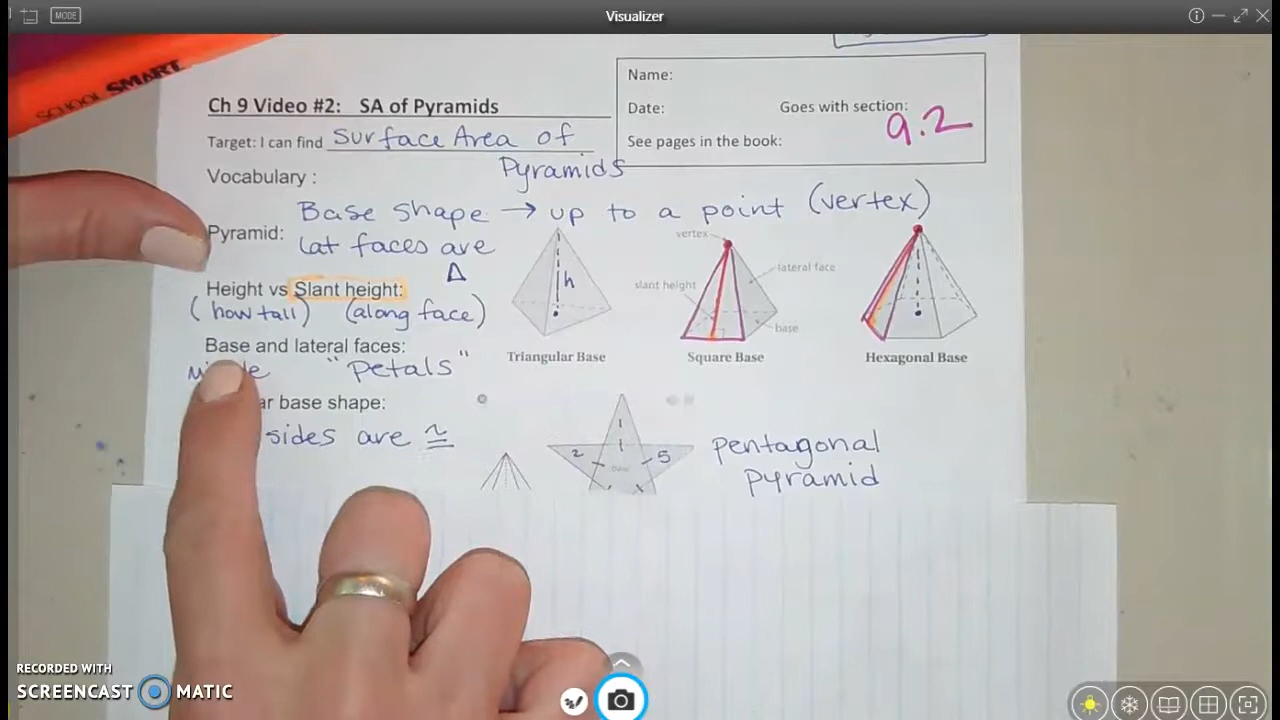 MODE
Visualizer
SCHOOL SMART
Name:
Ch 9 Video #2: SA of Pyramids
Date:
Goes with section:
9.2
Target: I can find Surface Area of
Pyramids
See pages in the book:
Vocabulary :
Base shape → up to a point (vertex)
Pyramid:
Lat faces are
Δ
vertex
h
lateral face
slant height
base
Height vs Slant height:
(how tall) (along face)
Base and lateral faces:
Triangular Base
Square Base
Hexagonal Base
"petals"
base shape:
sides are ≅
1
2
5
pentagonal
pyramid
RECORDED WITH
SCREENCAST MATIC